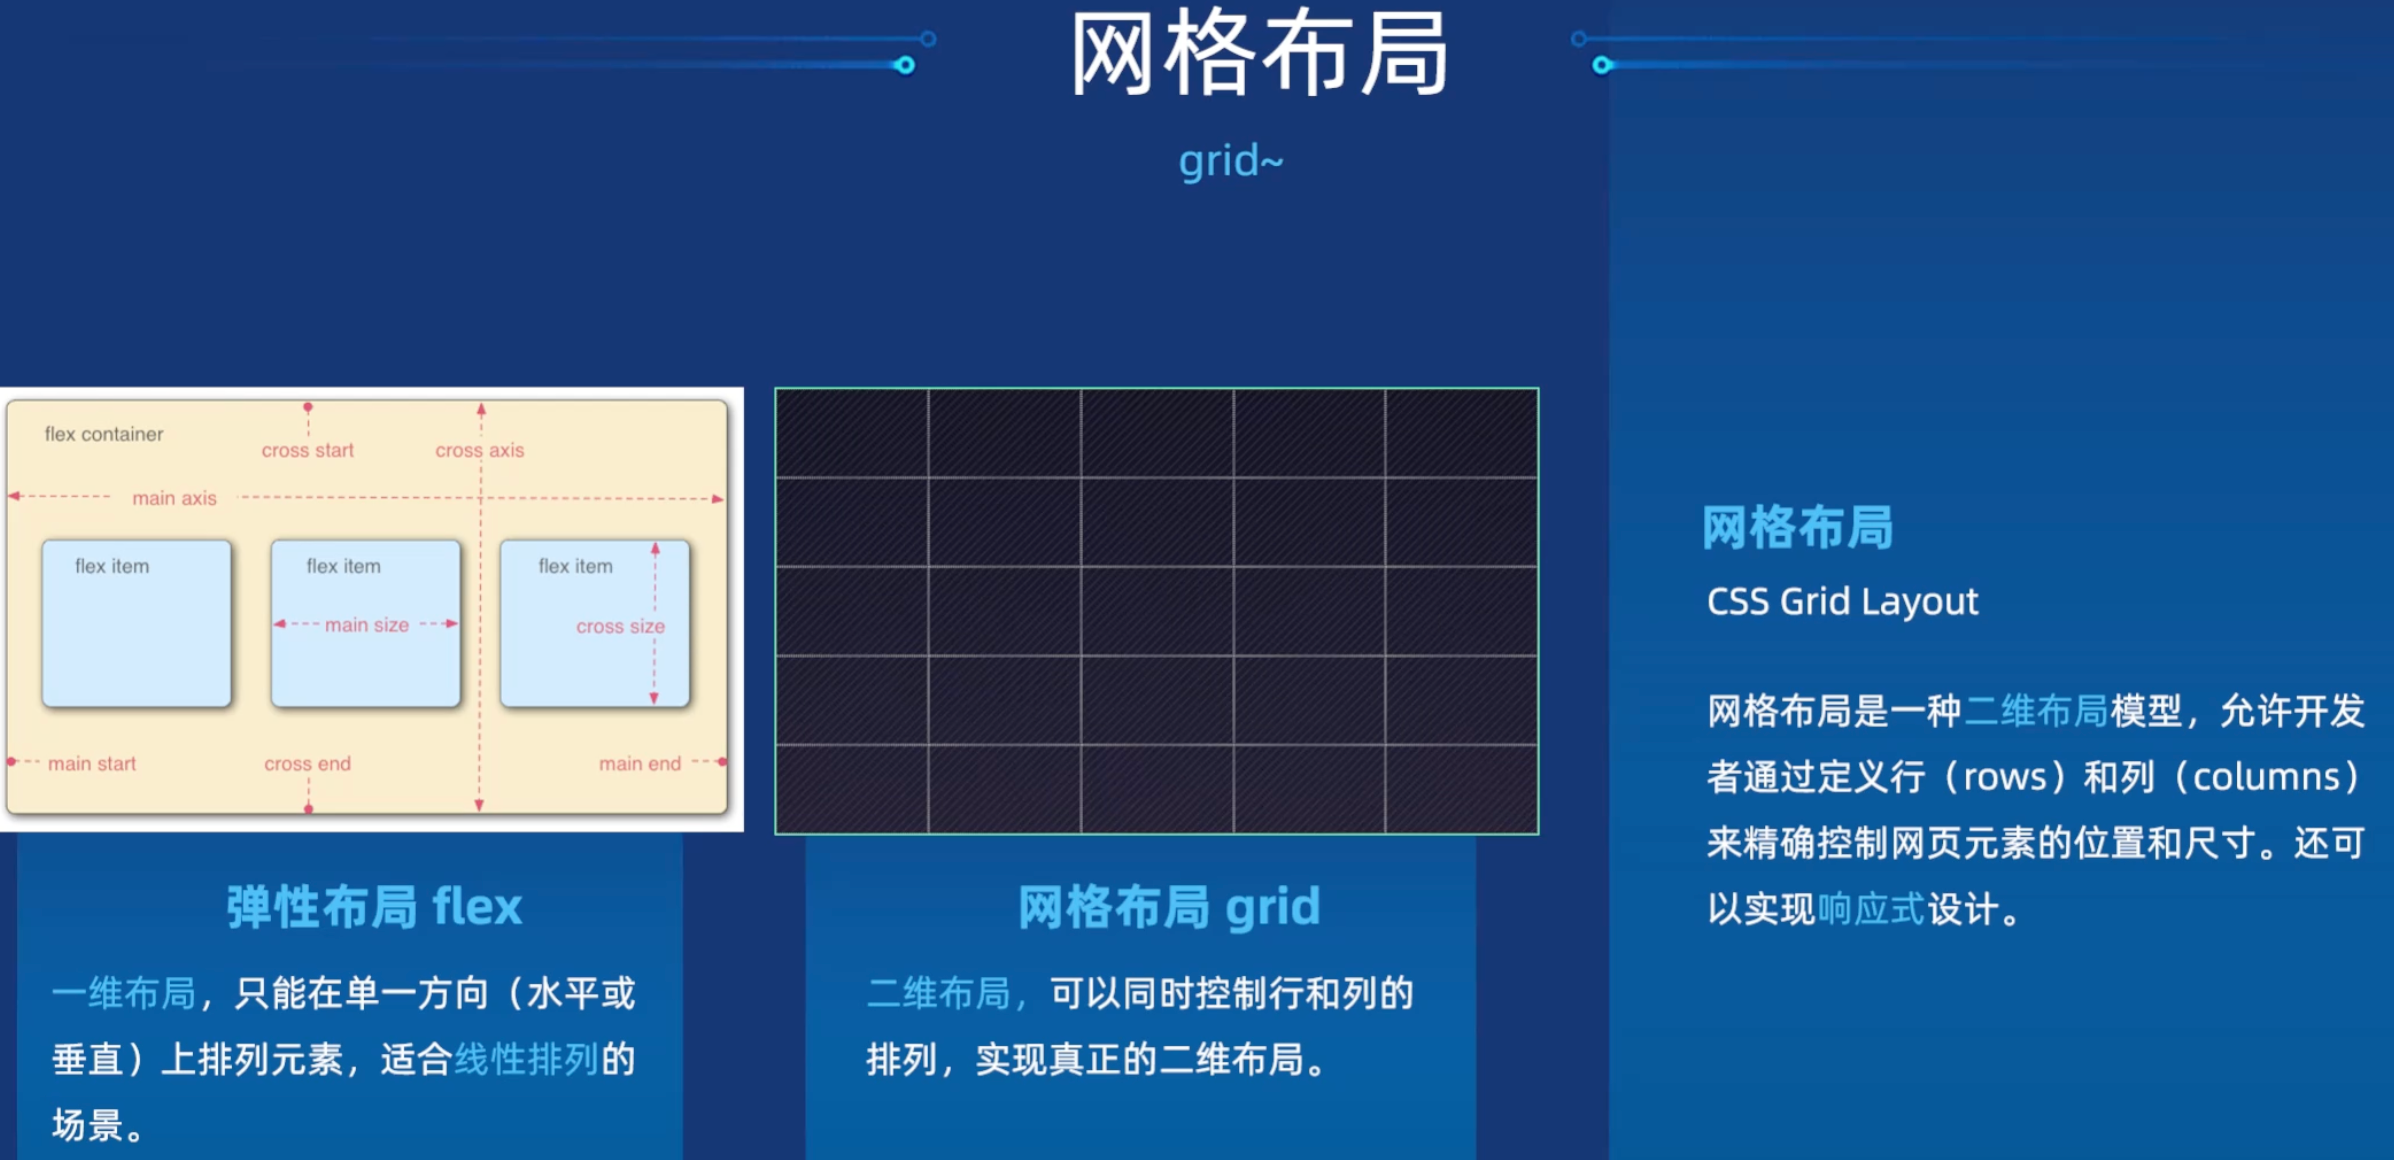 网格布局
grid~
flex container
cross start
cross axis
main axis
flex item
flex item
flex item
main size
cross size
main start
cross end
main end
弹性布局 flex
一维布局，只能在单一方向（水平或
垂直）上排列元素，适合线性排列的
场景。
网格布局 grid
二维布局，可以同时控制行和列的
排列，实现真正的二维布局。
网格布局
CSS Grid Layout
网格布局是一种二维布局模型，允许开发
者通过定义行（rows）和列（columns）
来精确控制网页元素的位置和尺寸。还可
以实现响应式设计。